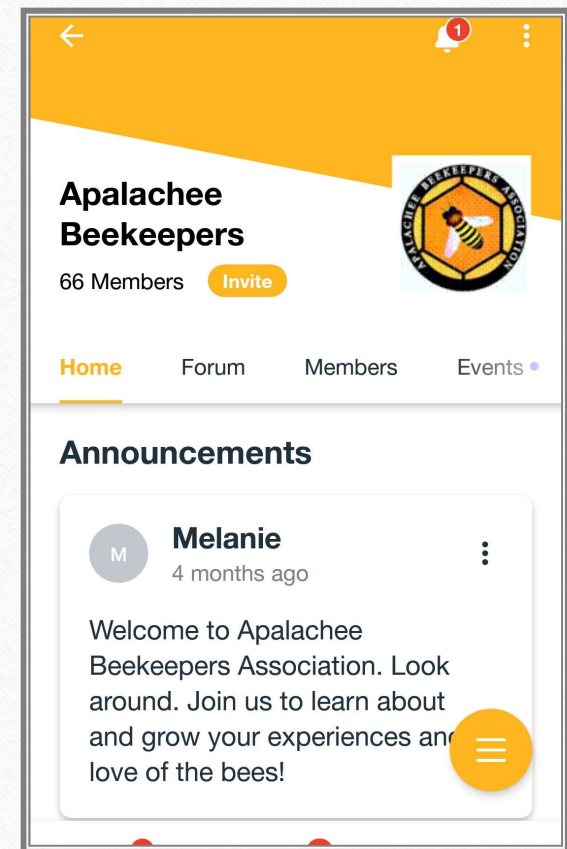 1
Apalachee
Beekeepers
66 Members Invite
APALACHEE BEEKEEPERS ASSOCIATION
Home Forum Members Events
Announcements
M
Melanie
4 months ago
Welcome to Apalachee
Beekeepers Association. Look
around. Join us to learn about
and grow your experiences and
love of the bees!